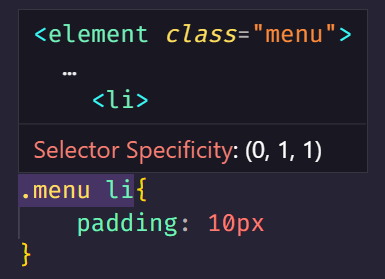 <element class="menu">
…
<li>
Selector Specificity: (0, 1, 1)
.menu li{
padding: 10px
}